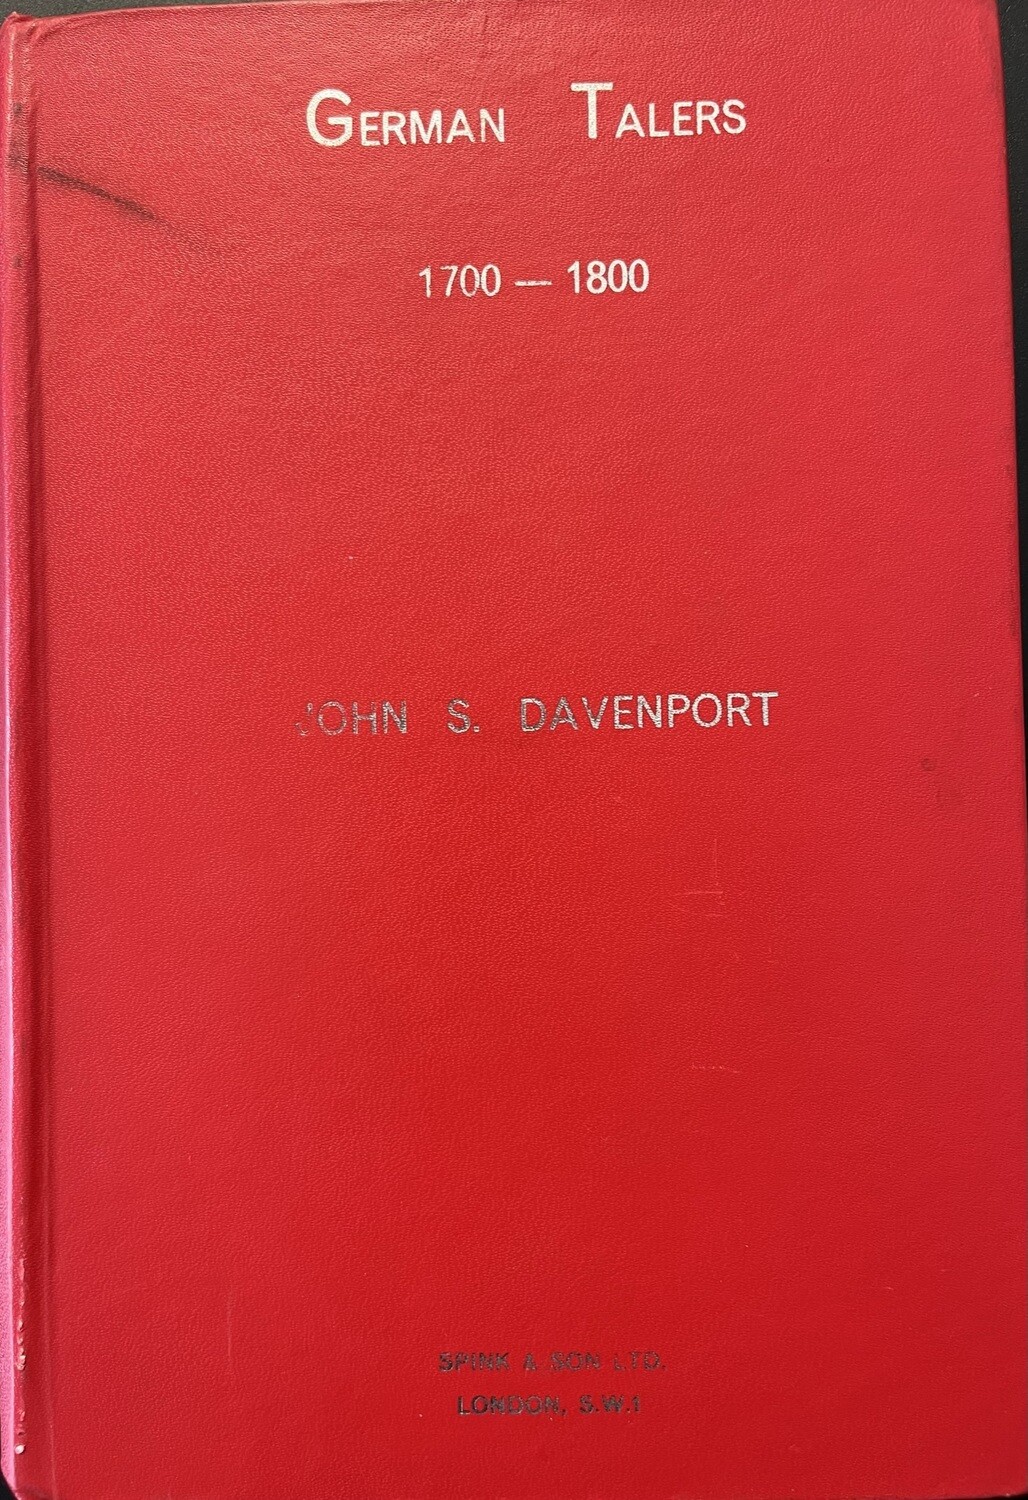 GERMAN TALERS
1700 — 1800
JOHN S. DAVENPORT
SPINK & SON LTD.
LONDON, S.W.1